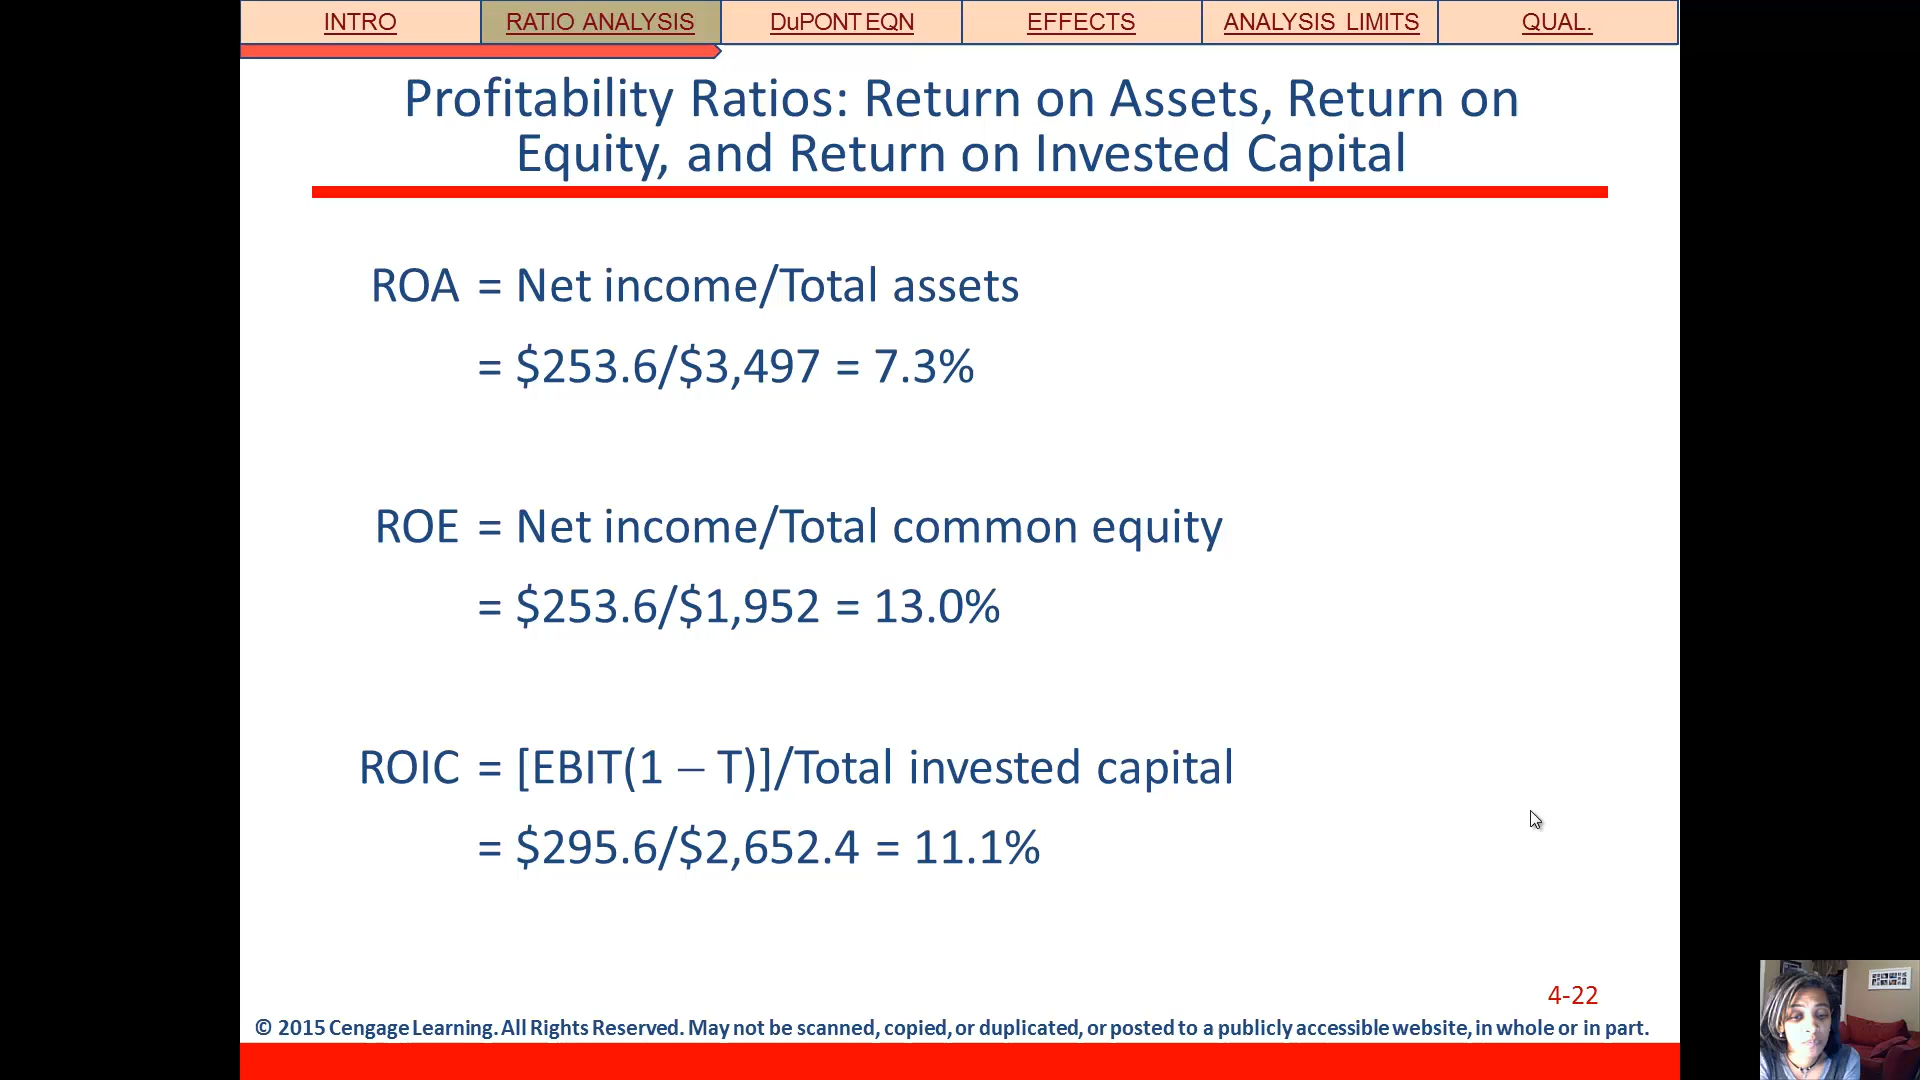 INTRO RATIO ANALYSIS DuPONT EQN EFFECTS ANALYSIS LIMITS QUAL.
Profitability Ratios: Return on Assets, Return on
Equity, and Return on Invested Capital
ROA = Net income/Total assets
= $253.6/$3,497 = 7.3%
ROE = Net income/Total common equity
= $253.6/$1,952 = 13.0%
ROIC = [EBIT(1 – T)]/Total invested capital
= $295.6/$2,652.4 = 11.1%
4-22
© 2015 Cengage Learning. All Rights Reserved. May not be scanned, copied, or duplicated, or posted to a publicly accessible website, in whole or in part.